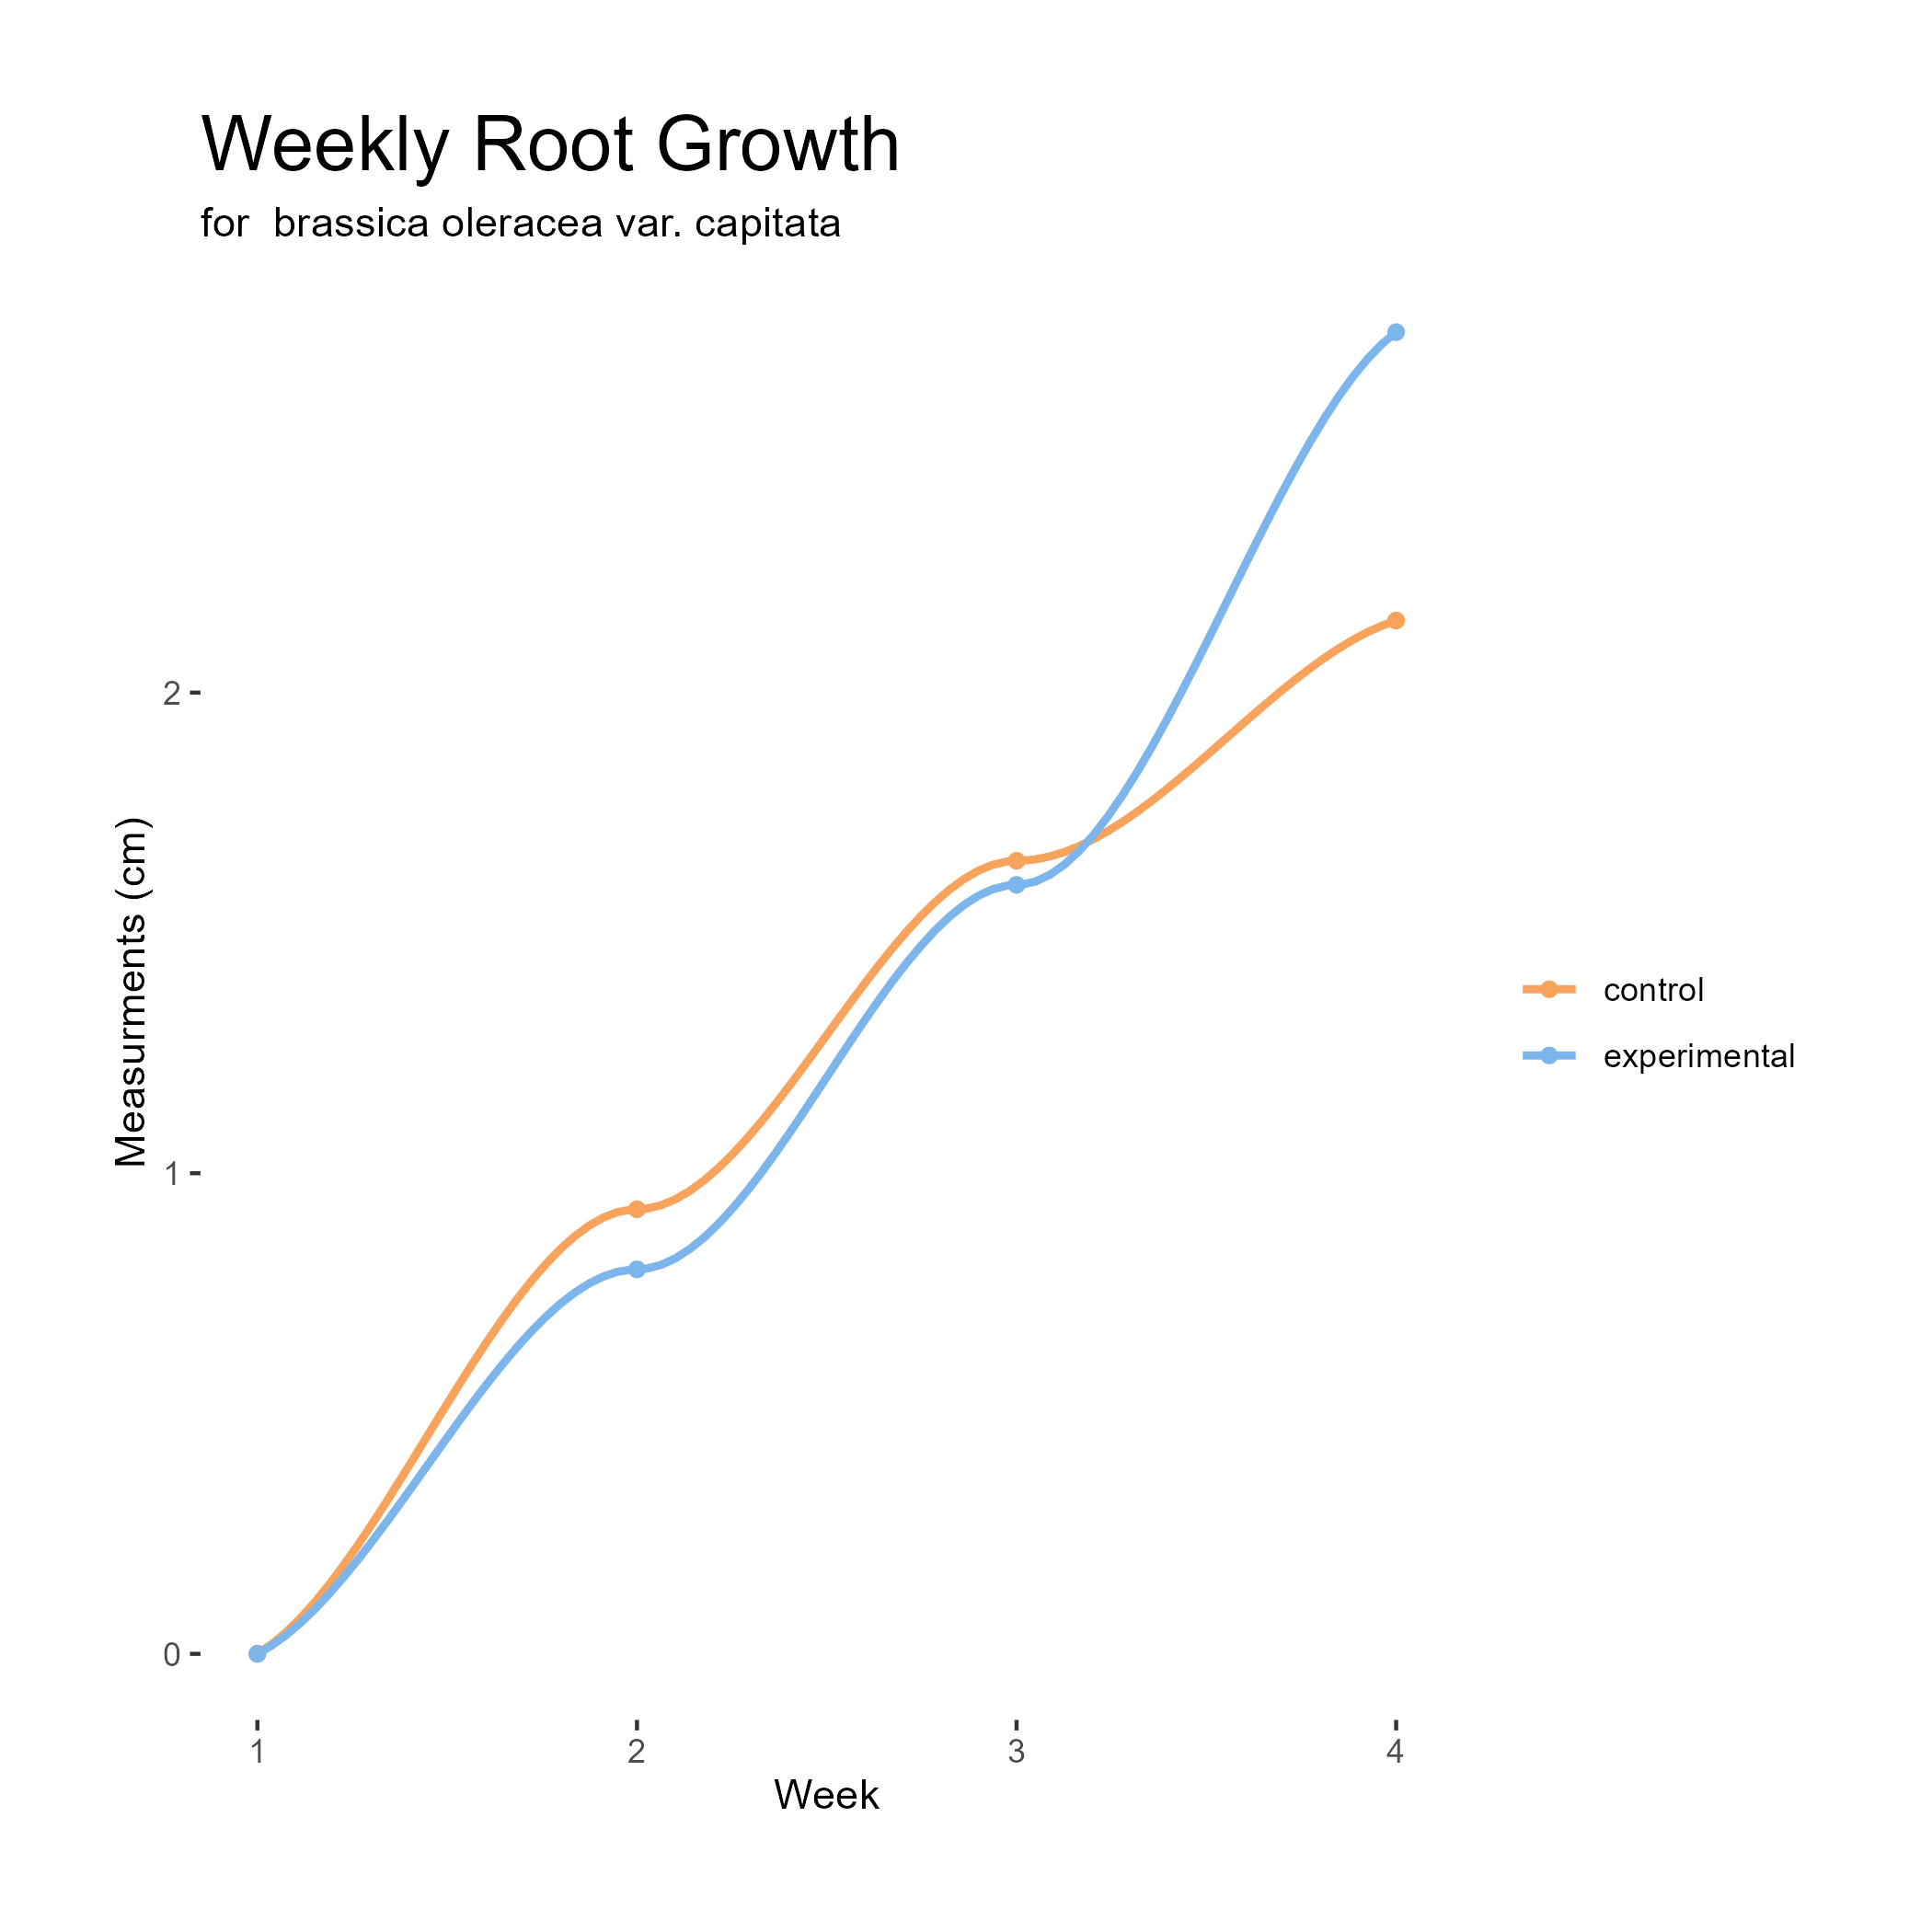 Weekly Root Growth
for  brassica oleracea var. capitata
Measurments (cm)
2
1
0
1
2
3
4
Week
control
experimental